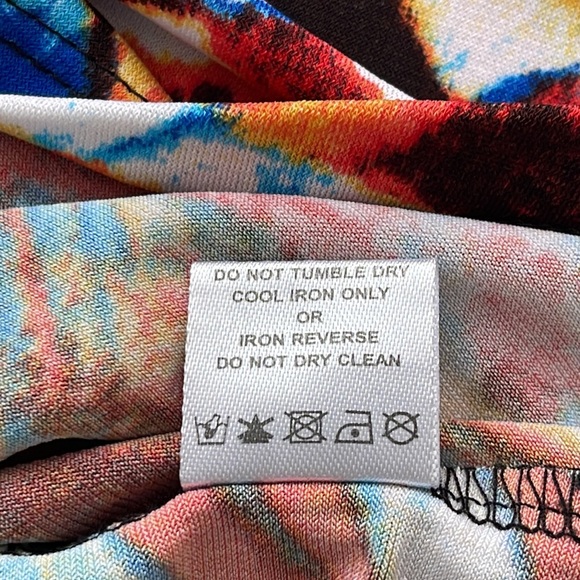 DO NOT TUMBLE DRY
COOL IRON ONLY
OR
IRON REVERSE
DO NOT DRY CLEAN